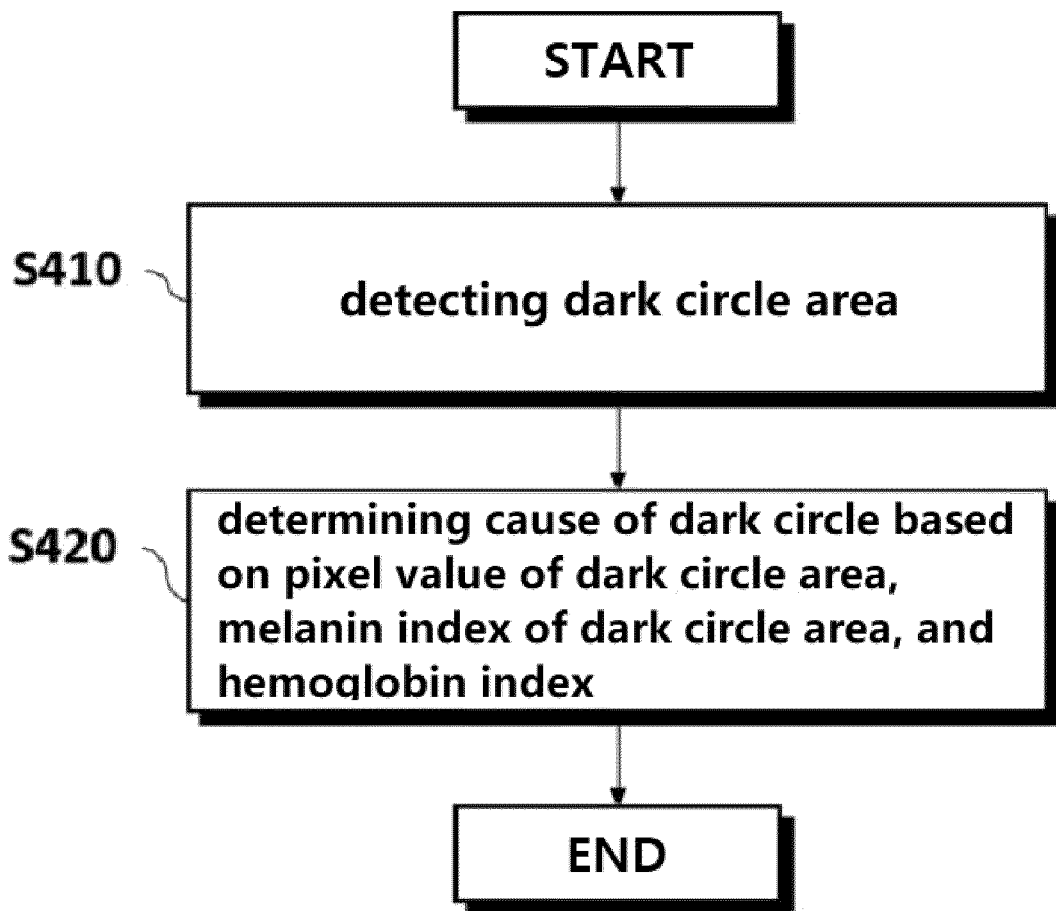 START
S410
detecting dark circle area
S420
determining cause of dark circle based
on pixel value of dark circle area,
melanin index of dark circle area, and
hemoglobin index
END